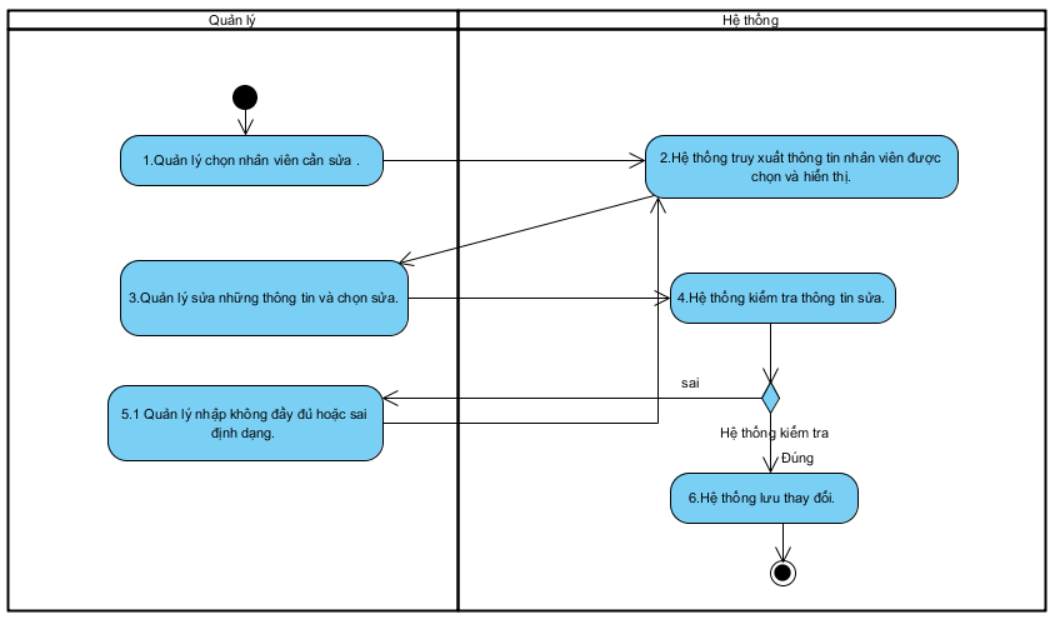 Quản lý
Hệ thống
1.Quản lý chọn nhân viên cần sửa .
2.Hệ thống truy xuất thông tin nhân viên được
chọn và hiển thị.
3.Quản lý sửa những thông tin và chọn sửa.
4.Hệ thống kiểm tra thông tin sửa.
sai
5.1 Quản lý nhập không đầy đủ hoặc sai
định dạng.
Hệ thống kiểm tra
Đúng
6.Hệ thống lưu thay đổi.